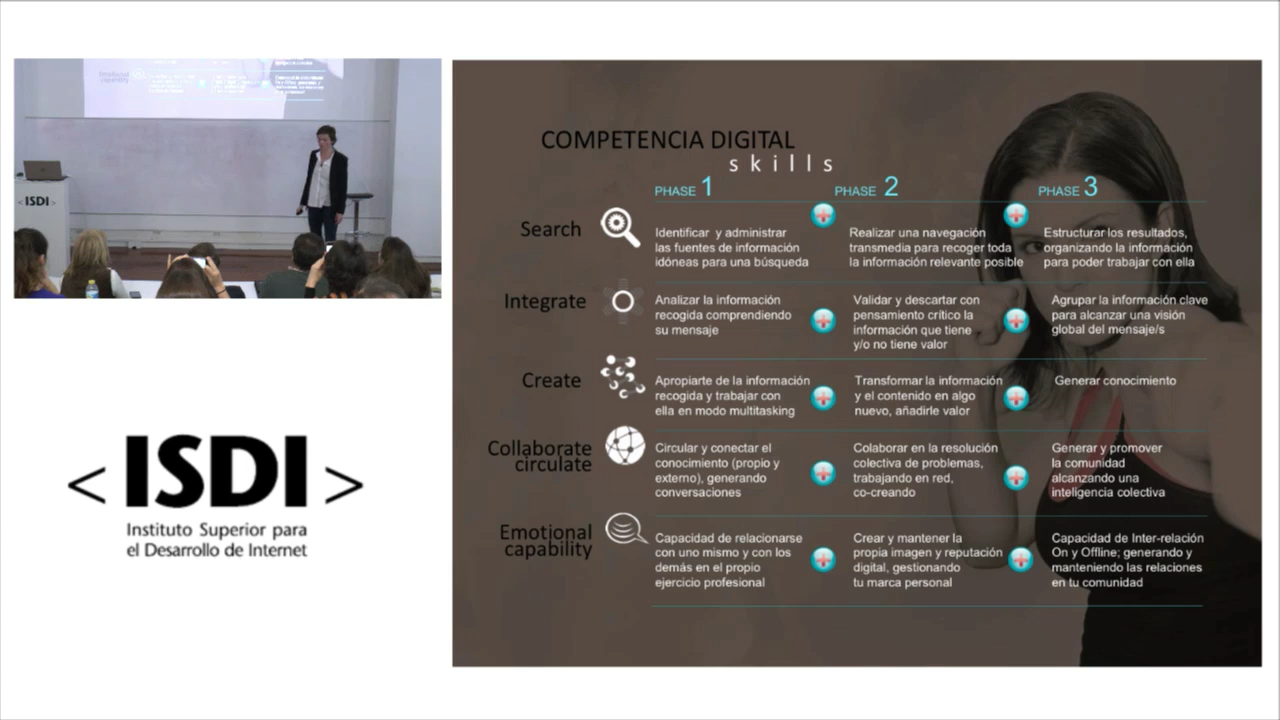 Emotional
capability
<ISDI>
<ISDI>
Instituto Superior para
el Desarrollo de Internet
COMPETENCIA DIGITAL
skills
PHASE 1
PHASE 2
PHASE 3
Search
Identificar y administrar
las fuentes de información
idóneas para una búsqueda
Realizar una navegación
transmedia para recoger toda
la información relevante posible
Estructurar los resultados,
organizando la información
para poder trabajar con ella
Integrate
Analizar la información
recogida comprendiendo
su mensaje
Validar y descartar con
pensamiento crítico la
información que tiene
y/o no tiene valor
Agrupar la información clave
para alcanzar una visión
global del mensaje/s
Create
Apropiarte de la información
recogida y trabajar con
ella en modo multitasking
Transformar la información
y el contenido en algo
nuevo, añadirle valor
Generar conocimiento
Collaborate
circulate
Circular y conectar el
conocimiento (propio y
externo), generando
conversaciones
Colaborar en la resolución
colectiva de problemas,
trabajando en red,
co-creando
Generar y promover
la comunidad
alcanzando una
inteligencia colectiva
Emotional
capability
Capacidad de relacionarse
con uno mismo y con los
demás en el propio
ejercicio profesional
Crear y mantener la
propia imagen y reputación
digital, gestionando
tu marca personal
Capacidad de Inter-relación
On y Offline; generando y
manteniendo las relaciones
en tu comunidad